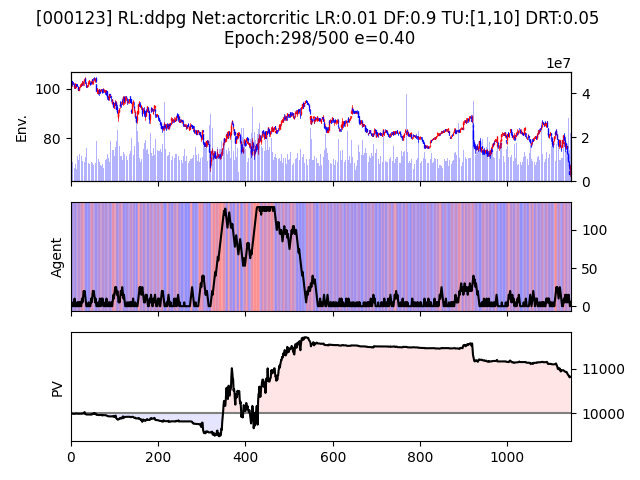 [000123] RL:ddpg Net:actorcritic LR:0.01 DF:0.9 TU:[1,10] DRT:0.05
Epoch:298/500 e=0.40
1e7
100
80
Env.
4
2
0
Agent
100
50
0
PV
11000
10000
0
200
400
600
800
1000